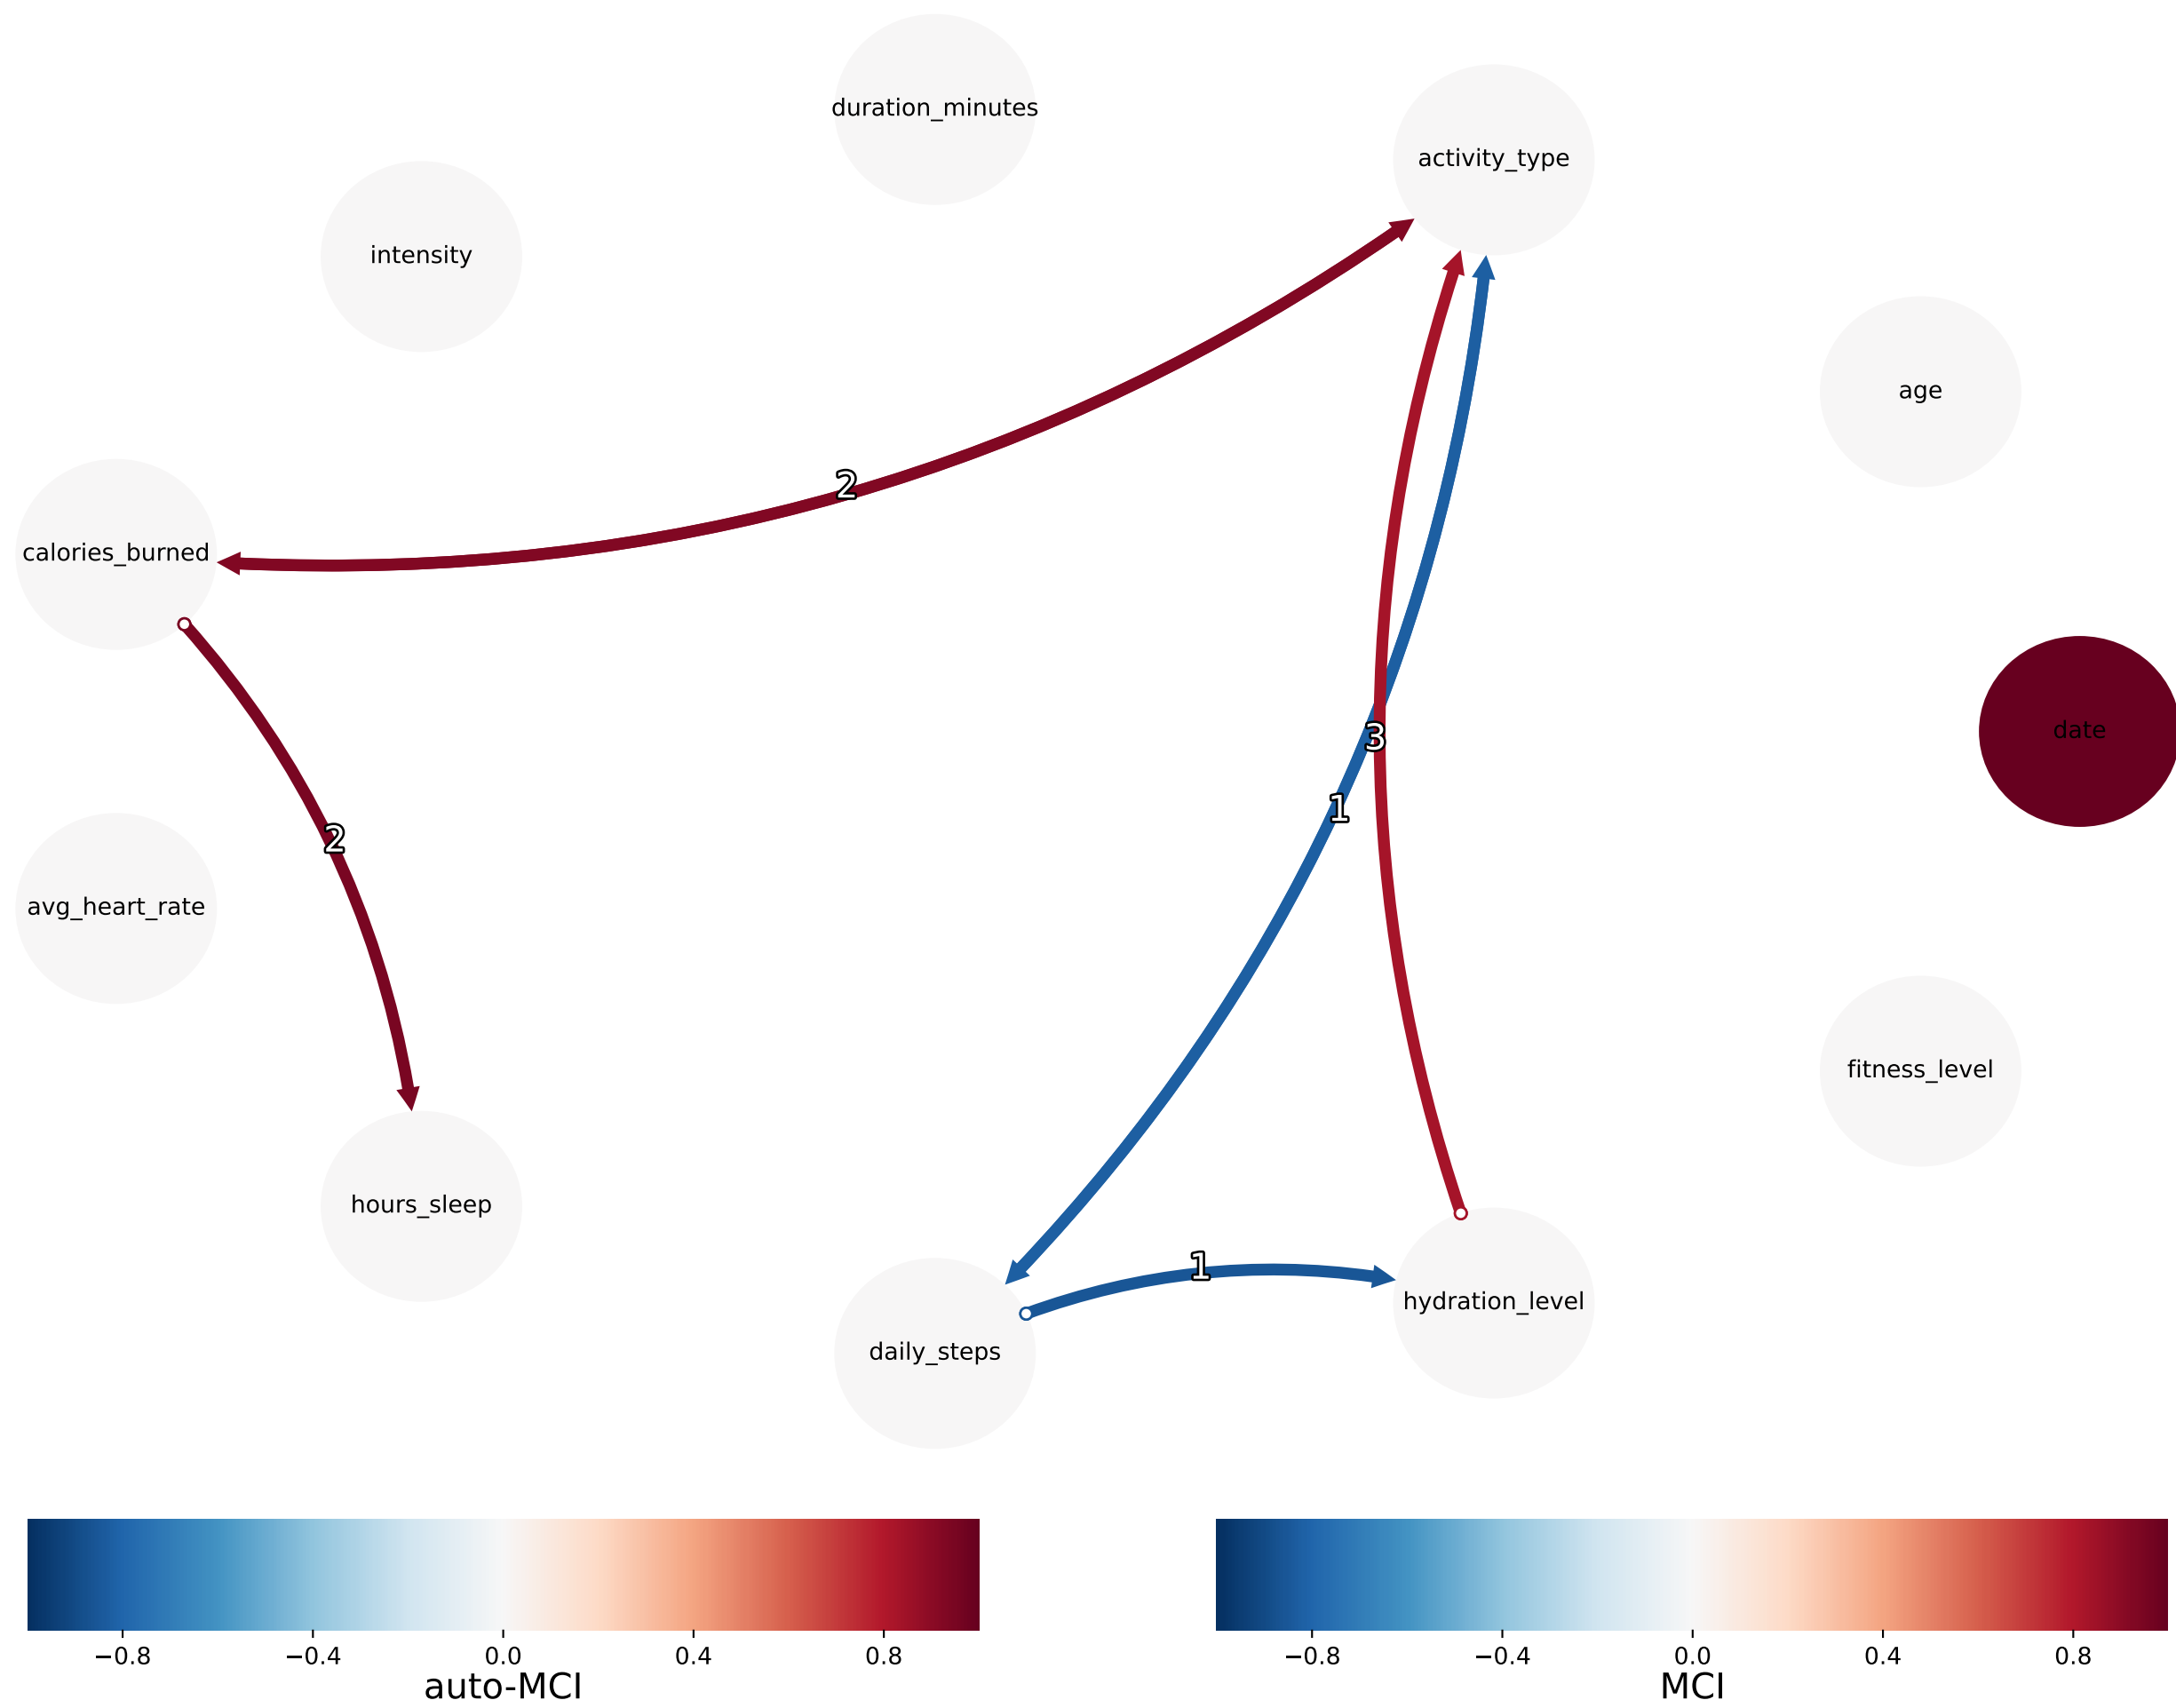 duration_minutes
activity_type
intensity
age
2
calories_burned
date
3
1
2
avg_heart_rate
fitness_level
hours_sleep
1
hydration_level
daily_steps
−0.8 −0.4 0.0 0.4 0.8
auto-MCI
−0.8 −0.4 0.0 0.4 0.8
MCI